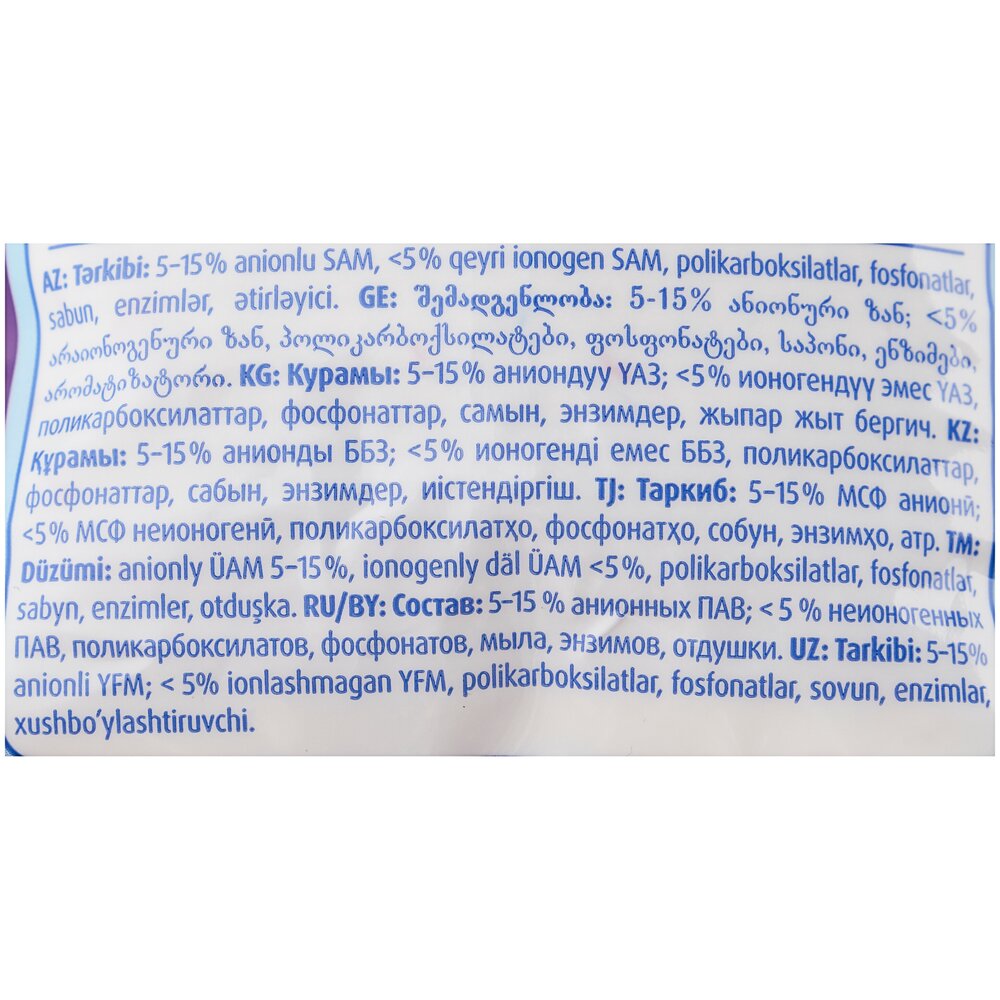 AZ: Tərkibi: 5-15% anionlu SAM, <5% qeyri ionogen SAM, polikarboksilatlar, fosfonatlar,
sabun, enzimlər, ətirləyici. GE: შემადგენლობა: 5-15% ანიონური ზან; <5%
არაიონოგენური ზან, პოლიკარბოქსილატები, ფოსფონატები, საპონი, ენზიმები,
არომატიზატორი. KG: Курамы: 5-15% аниондуу YАЗ; <5% ионогендүү эмес YАЗ,
поликарбоксилаттар, фосфонаттар, самын, энзимдер, жыпар жыт бергич. KZ:
Құрамы: 5-15% анионды ББЗ; <5% ионогенді емес ББЗ, поликарбоксилаттар,
фосфонаттар, сабын, энзимдер, иістендіргіш. TJ: Таркиб: 5-15% МСФ анионӣ;
<5% МСФ неионогенӣ, поликарбоксилатҳо, фосфонатҳо, собун, энзимҳо, атр. TM:
Düzümi: anionly ÜAM 5-15%, ionogenly däl ÜAM <5%, polikarboksilatlar, fosfonatlar,
sabyn, enzimler, otduşka. RU/BY: Состав: 5-15 % анионных ПАВ; < 5 % неионогенных
ПАВ, поликарбоксилатов, фосфонатов, мыла, энзимов, отдушки. UZ: Tarkibi: 5-15%
anionli YFM; < 5% ionlashmagan YFM, polikarboksilatlar, fosfonatlar, sovun, enzimlar,
xushbo'ylashtiruvchi.